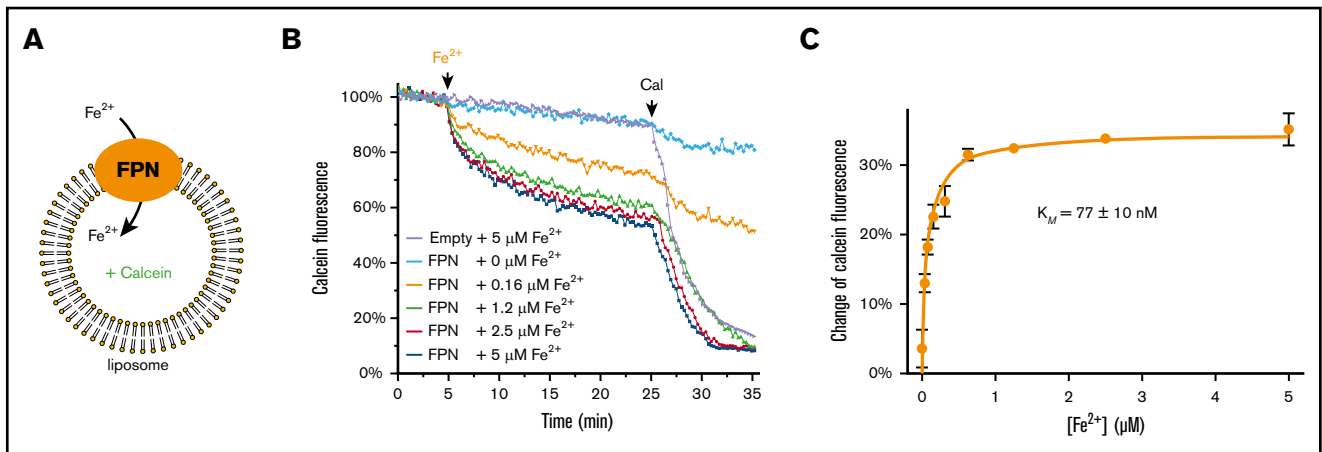 A
Fe²⁺
FPN
Fe²⁺
+ Calcein
liposome
B
Fe²⁺
Cal
Calcein fluorescence
100%
80%
60%
40%
20%
0%
Empty + 5 μM Fe²⁺
FPN + 0 μM Fe²⁺
FPN + 0.16 μM Fe²⁺
FPN + 1.2 μM Fe²⁺
FPN + 2.5 μM Fe²⁺
FPN + 5 μM Fe²⁺
0 5 10 15 20 25 30 35
Time (min)
C
Change of calcein fluorescence
30%
20%
10%
0%
K_M = 77 ± 10 nM
0 1 2 3 4 5
[Fe²⁺] (μM)